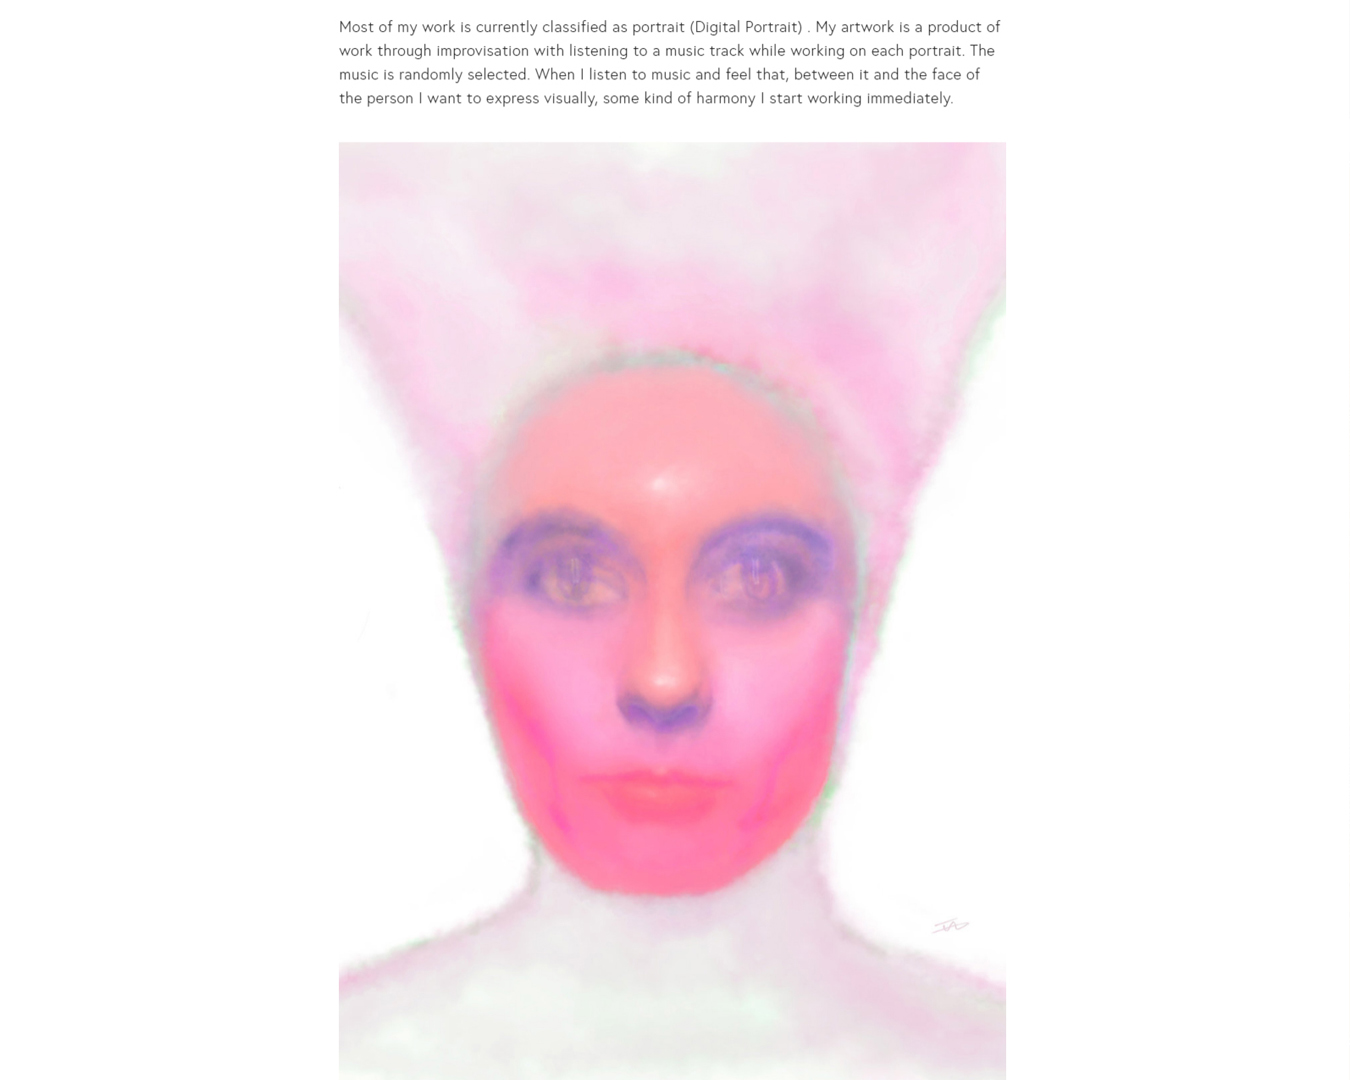 Most of my work is currently classified as portrait (Digital Portrait) . My artwork is a product of
work through improvisation with listening to a music track while working on each portrait. The
music is randomly selected. When I listen to music and feel that, between it and the face of
the person I want to express visually, some kind of harmony I start working immediately.